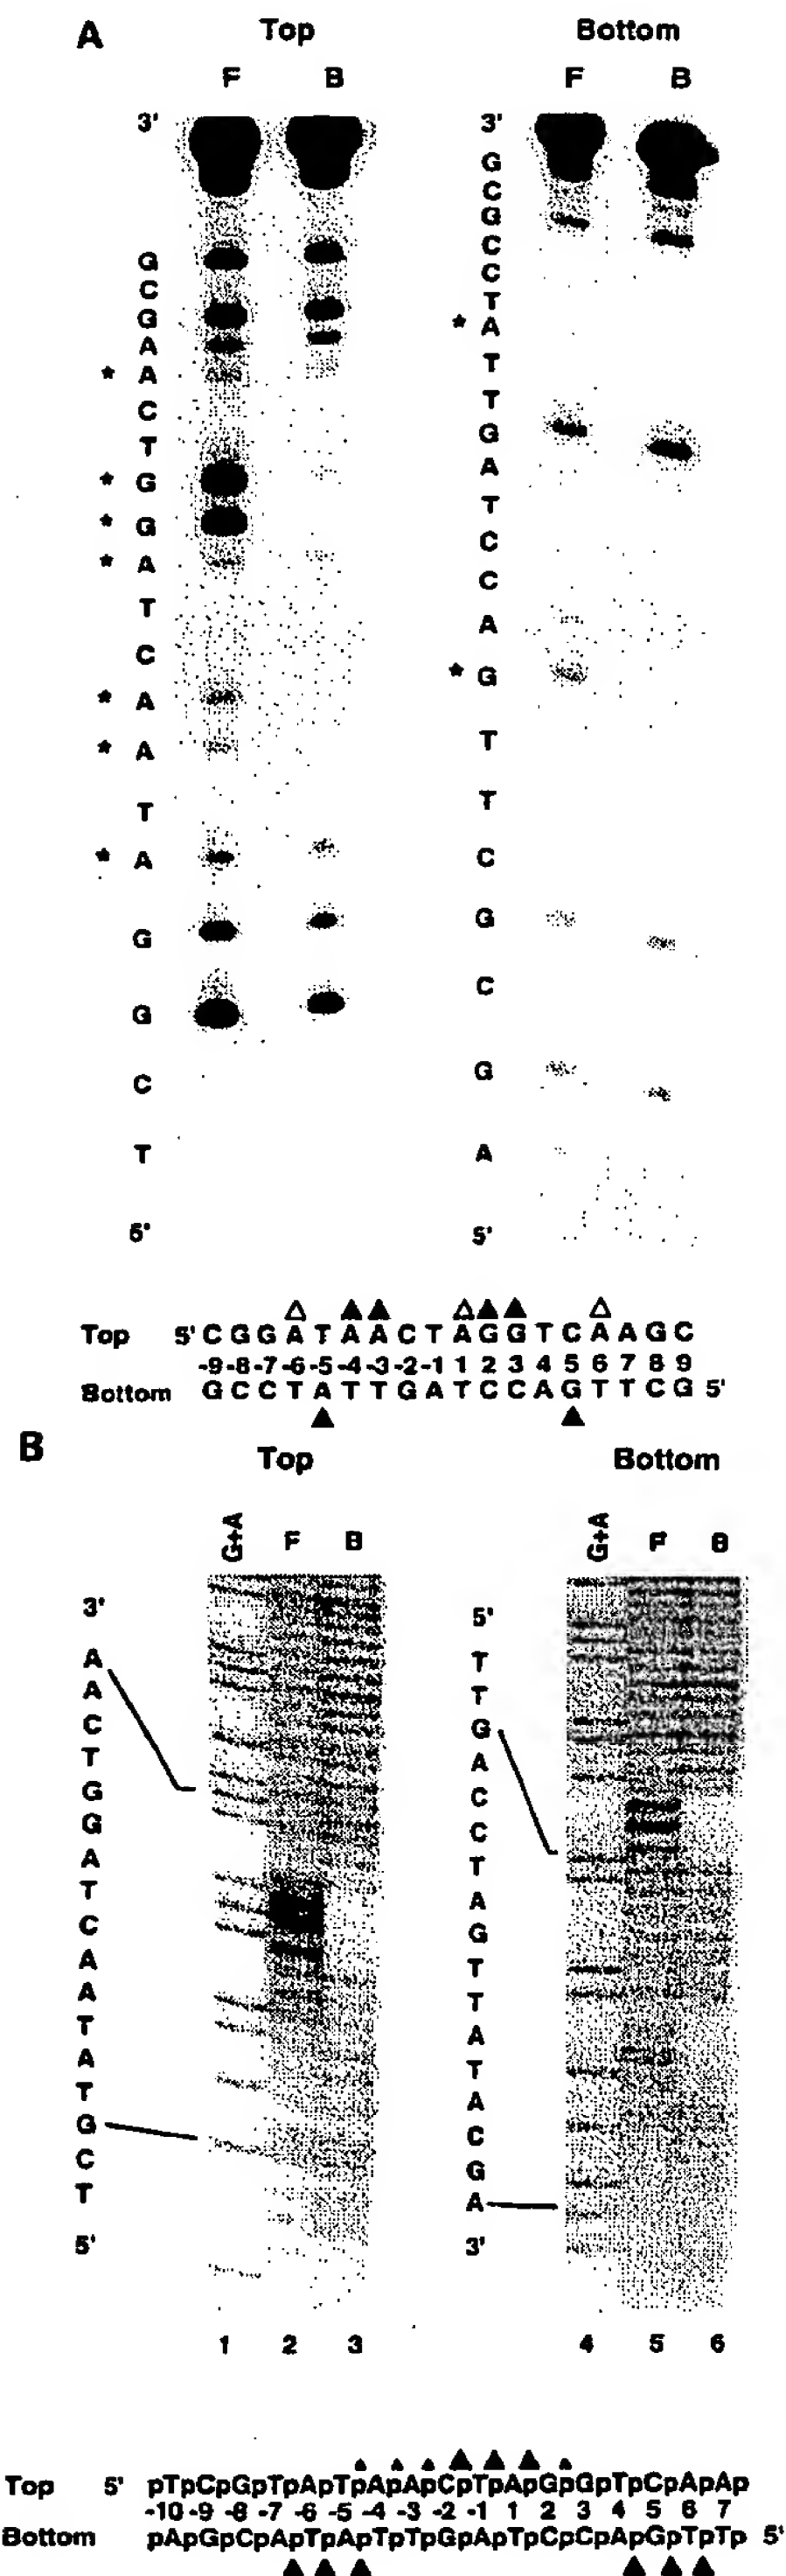 A
Top Bottom
F B F B
3' 3'
G
C
G
C
G C
C T
G * A
A T
* A T
C G
T A
* G T
* G C
* A C
T A
C * G
* A T
* A T
T C
* A G
G C
G G
C A
T
5' 5'
△ ▲ ▲ △ ▲ ▲ △
Top 5' C G G A T A A C T A G G T C A A G C
-9 -8 -7 -6 -5 -4 -3 -2 -1 1 2 3 4 5 6 7 8 9
Bottom G C C T A T T G A T C C A G T T C G 5'
▲ ▲
B
Top Bottom
G+A F B G+A F B
3' 5'
A T
A T
C G
T A
G C
G C
A T
T A
C G
A T
A T
T A
A T
T A
G C
C G
T A
5' 3'
1 2 3 4 5 6
▲ ▲ ▲ ▲ ▲ ▲ ▲
Top 5' pTpCpGpTpApTpApApCpTpApGpGpTpCpApAp
-10 -9 -8 -7 -6 -5 -4 -3 -2 -1 1 2 3 4 5 6 7
Bottom pApGpCpApTpApTpTpGpApTpCpCpApGpTpTp 5'
▲ ▲ ▲ ▲ ▲ ▲